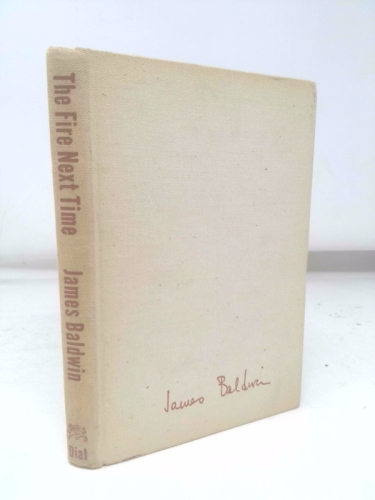 The Fire Next Time James Baldwin
Dial
James Baldwin